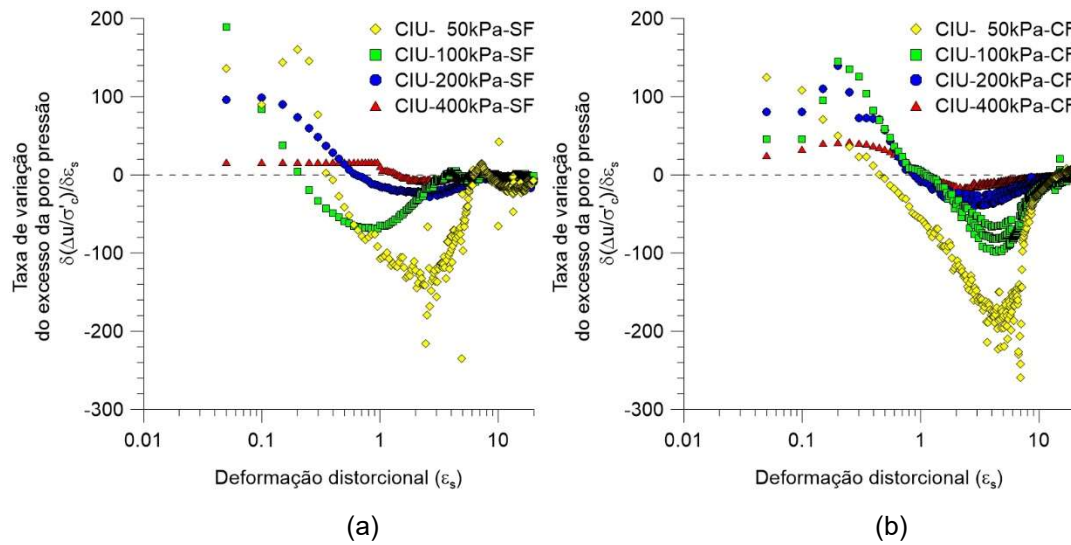 200
100
0
-100
-200
-300
0.01
0.1
1
10
Taxa de variação
do excesso da poro pressão
δ(Δu/σ'c)/δεs
Deformação distorcional (εs)
CIU- 50kPa-SF
CIU-100kPa-SF
CIU-200kPa-SF
CIU-400kPa-SF
(a)
200
100
0
-100
-200
-300
0.01
0.1
1
10
Taxa de variação
do excesso da poro pressão
δ(Δu/σ'c)/δεs
Deformação distorcional (εs)
CIU- 50kPa-CF
CIU-100kPa-CF
CIU-200kPa-CF
CIU-400kPa-CF
(b)